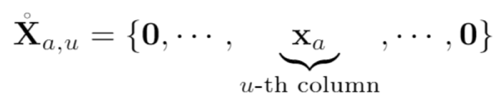 X̊_{a,u} = {0, ⋯ , x_a , ⋯ , 0}
u-th column